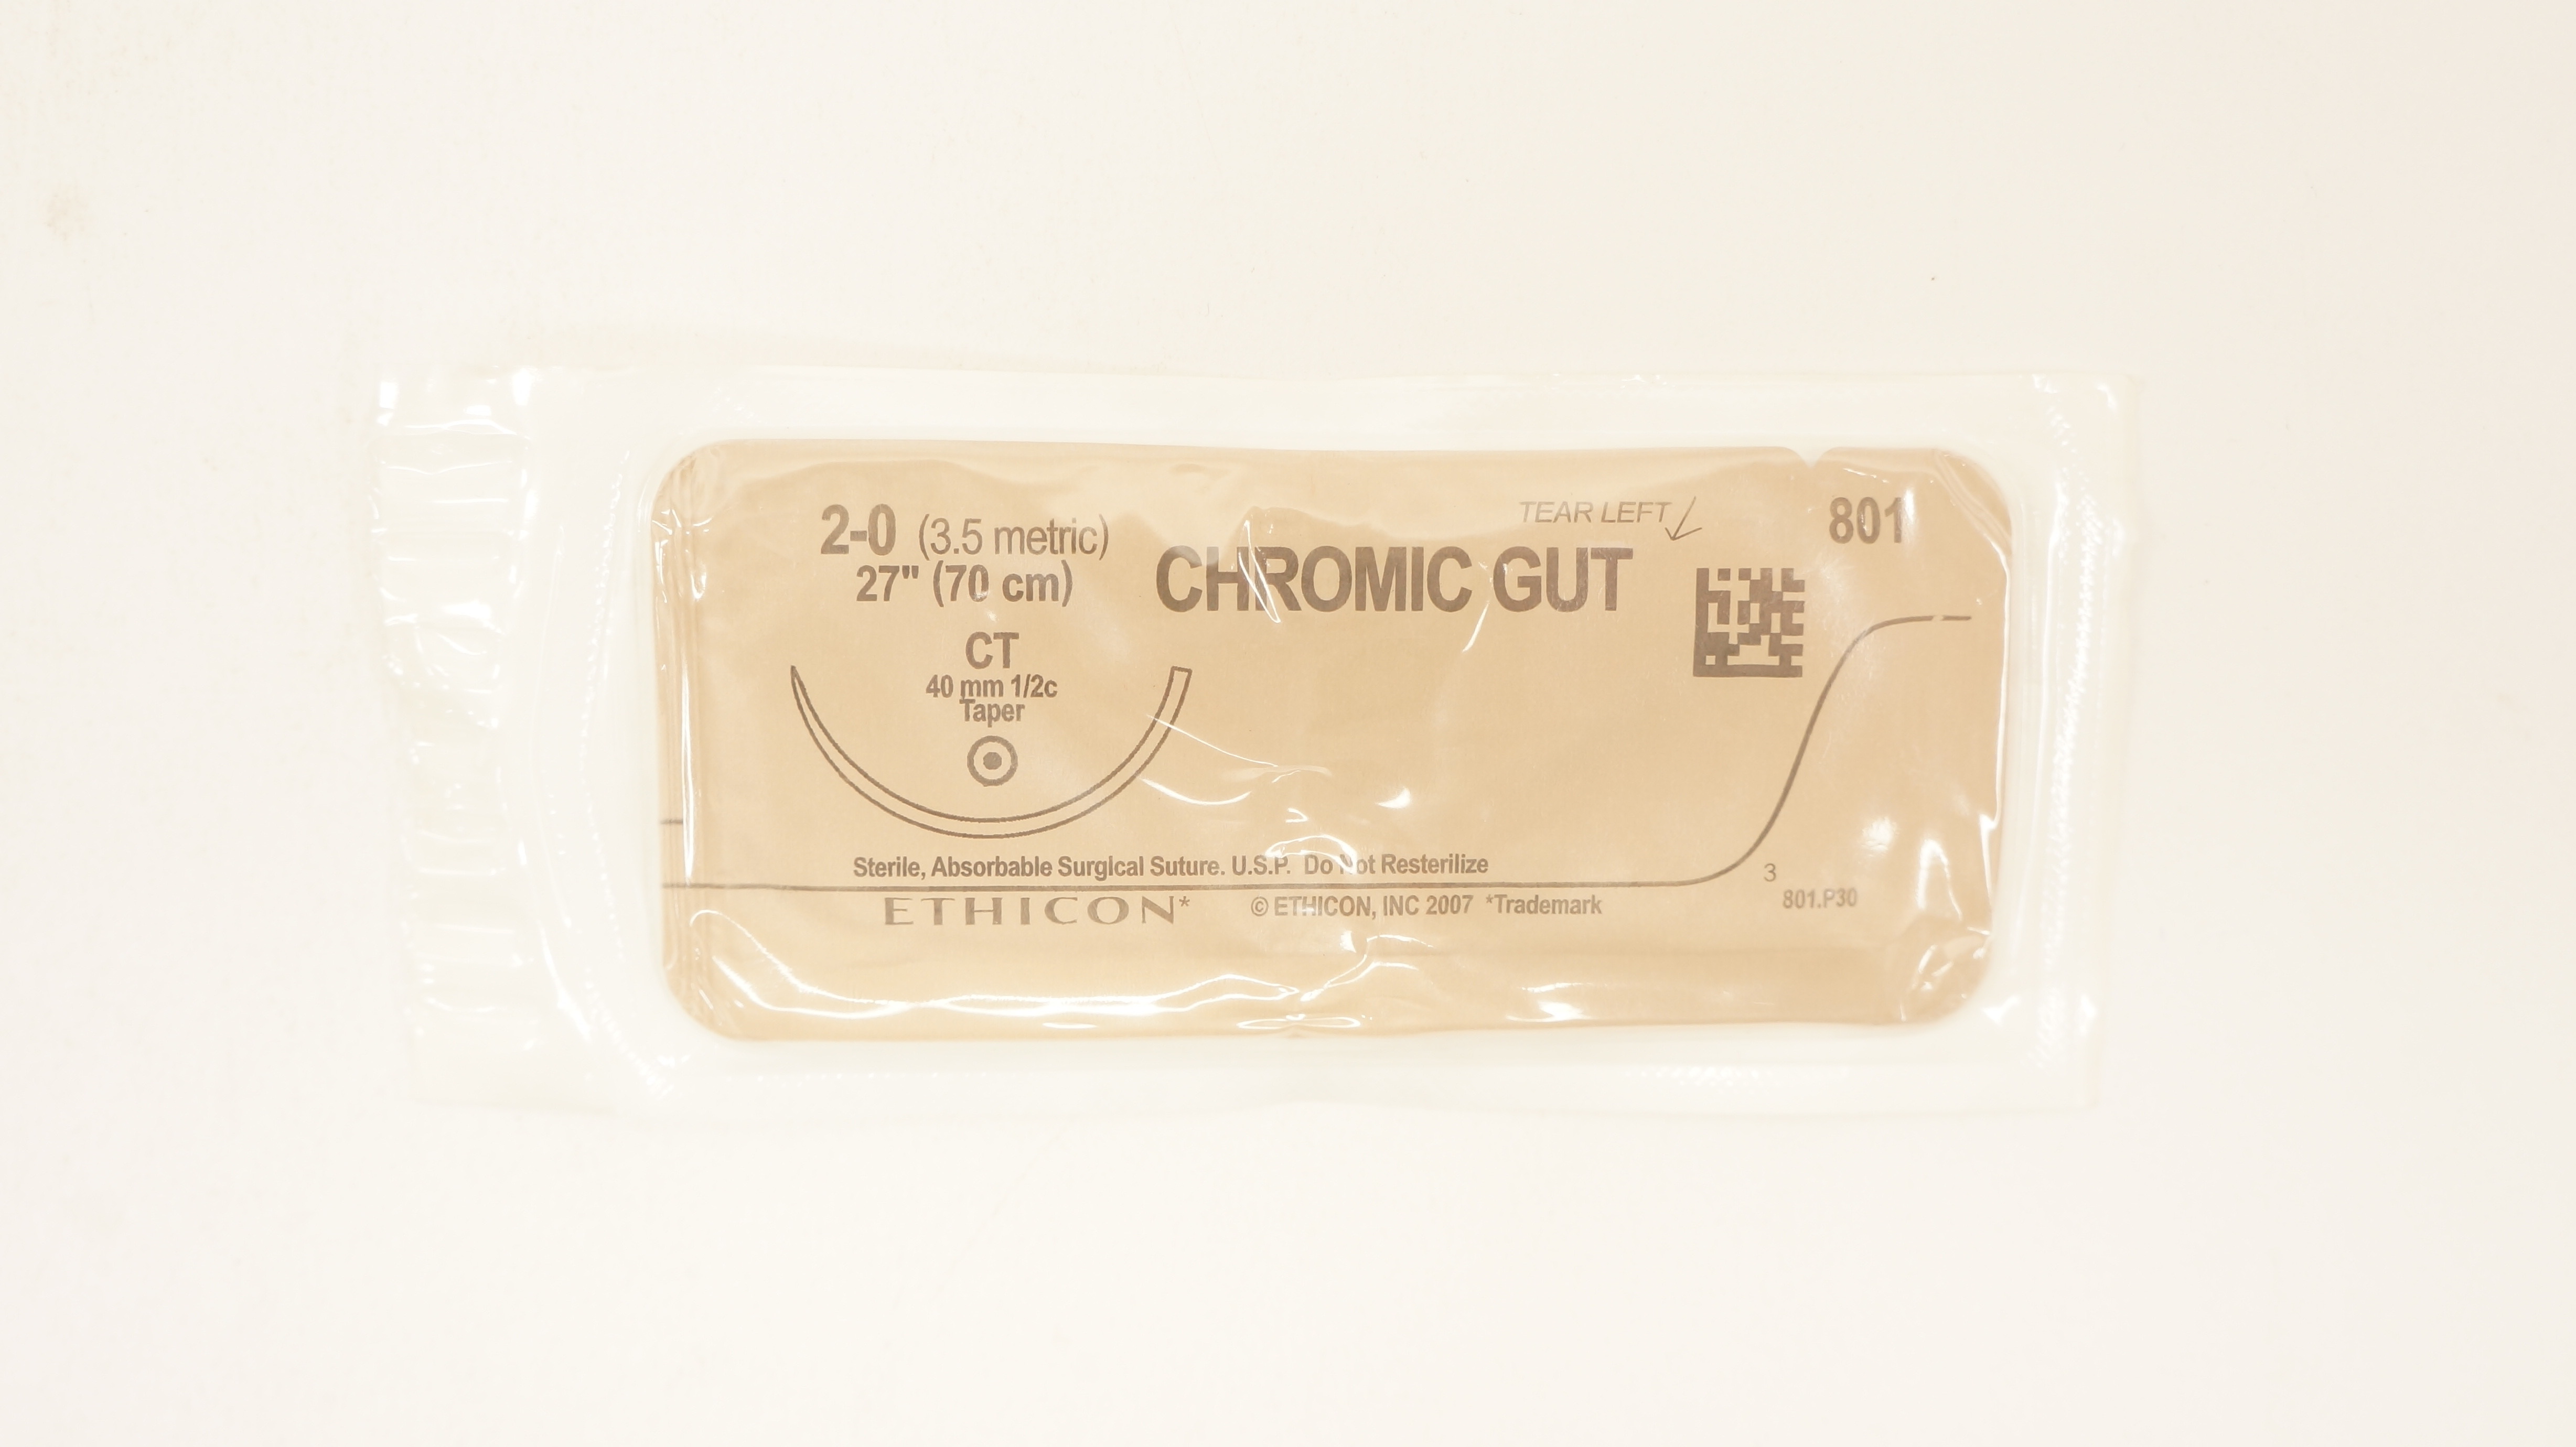 2-0 (3.5 metric)
27" (70 cm)
CT
40 mm 1/2c
Taper
TEAR LEFT
CHROMIC GUT
801
Sterile, Absorbable Surgical Suture. U.S.P. Do Not Resterilize
ETHICON*
© ETHICON, INC 2007 *Trademark
3
801.P30